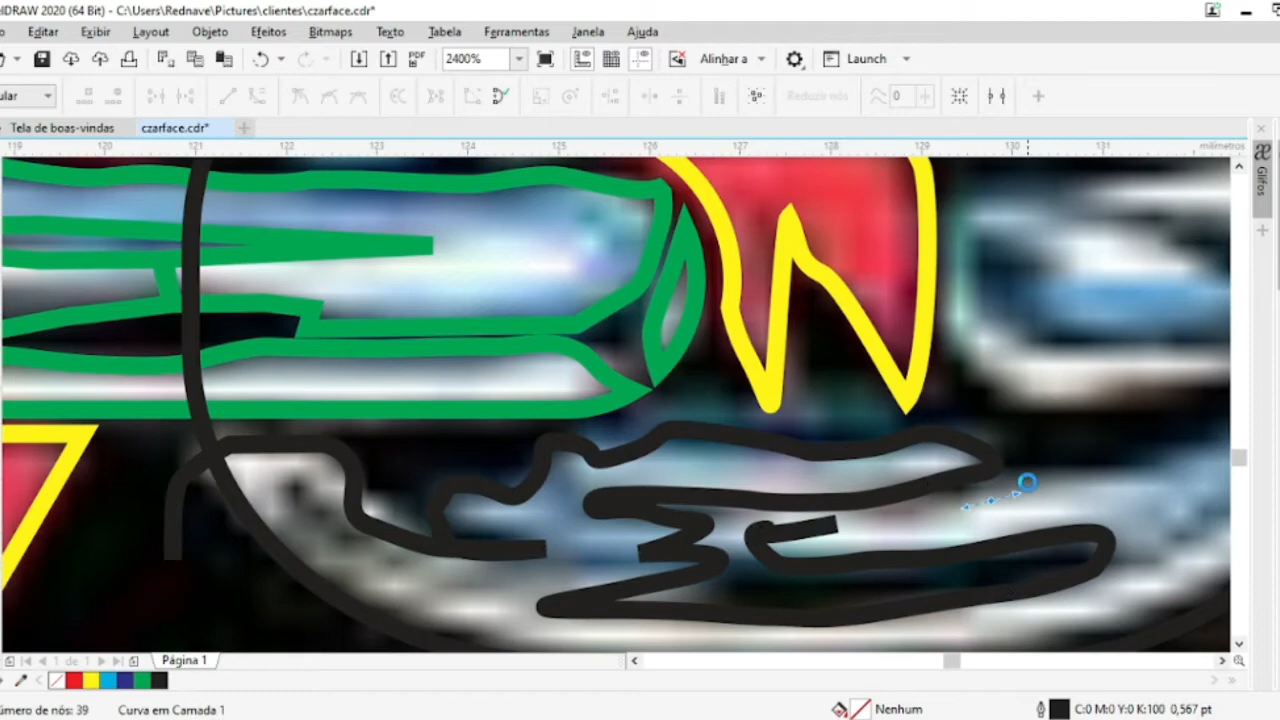 elDRAW 2020 (64 Bit) - C:\Users\Rednave\Pictures\clientes\czarface.cdr*
o Editar Exibir Layout Objeto Efeitos Bitmaps Texto Tabela Ferramentas Janela Ajuda
PDF 2400% Alinhar a Launch
ular Reduzir nós 0
Tela de boas-vindas czarface.cdr*
119 120 121 122 123 124 125 126 127 128 129 130 131 milímetros
Glifos
1 de 1 Página 1
úmero de nós: 39 Curva em Camada 1 Nenhum C:0 M:0 Y:0 K:100 0,567 pt